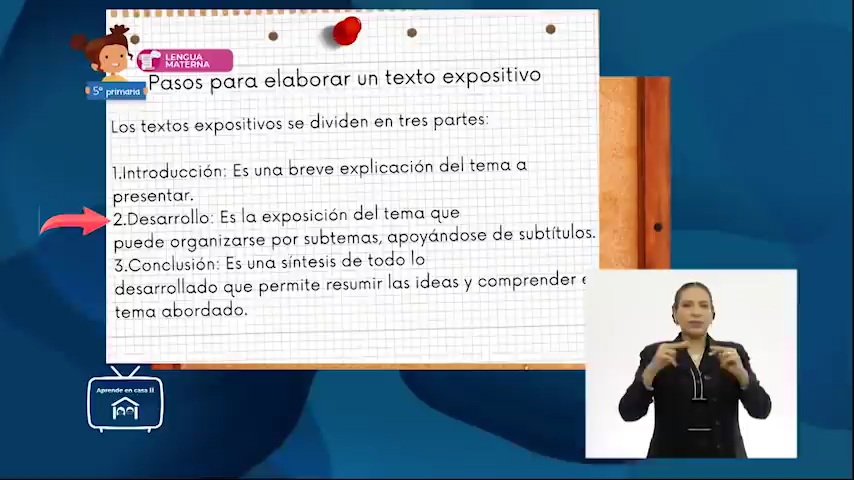 LENGUA
MATERNA
5° primaria
Pasos para elaborar un texto expositivo
Los textos expositivos se dividen en tres partes:
1.Introducción: Es una breve explicación del tema a
presentar.
2.Desarrollo: Es la exposición del tema que
puede organizarse por subtemas, apoyándose de subtítulos.
3.Conclusión: Es una síntesis de todo lo
desarrollado que permite resumir las ideas y comprender e
tema abordado.
Aprende en casa II